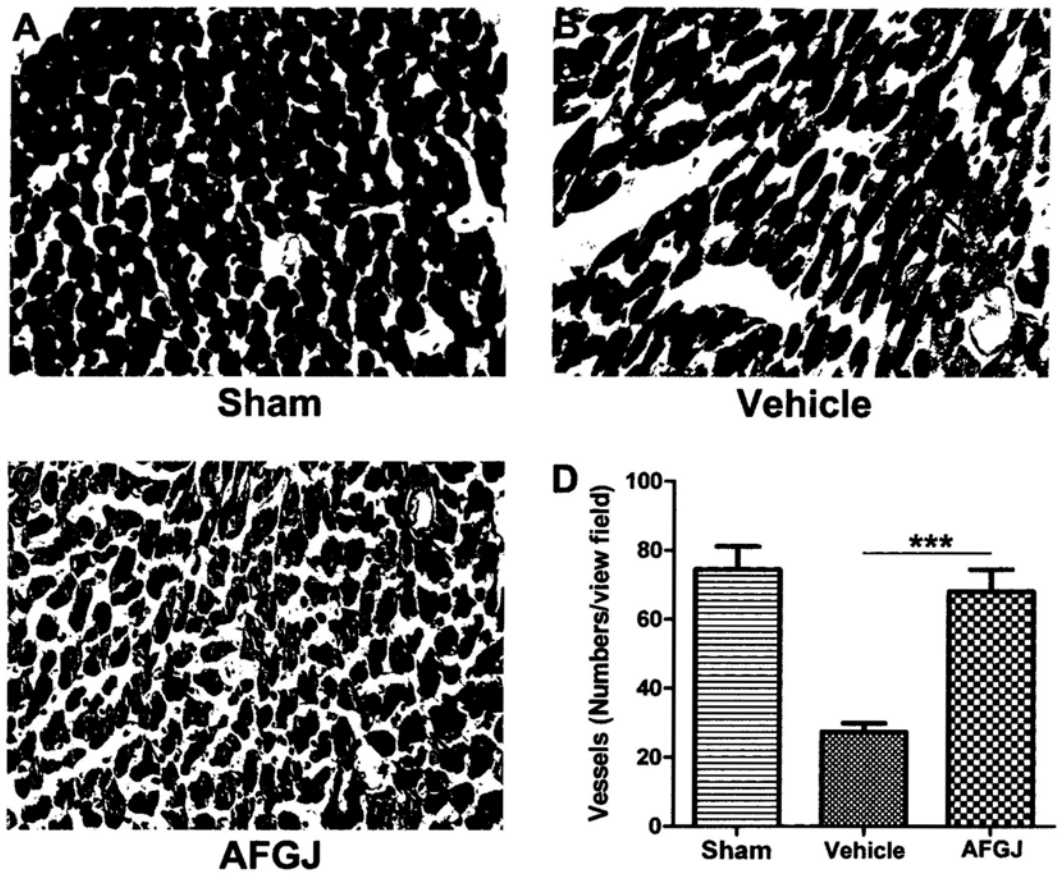 A
B
Sham
Vehicle
AFGJ
D
Vessels (Numbers/view field)
100
80
60
40
20
0
***
Sham
Vehicle
AFGJ